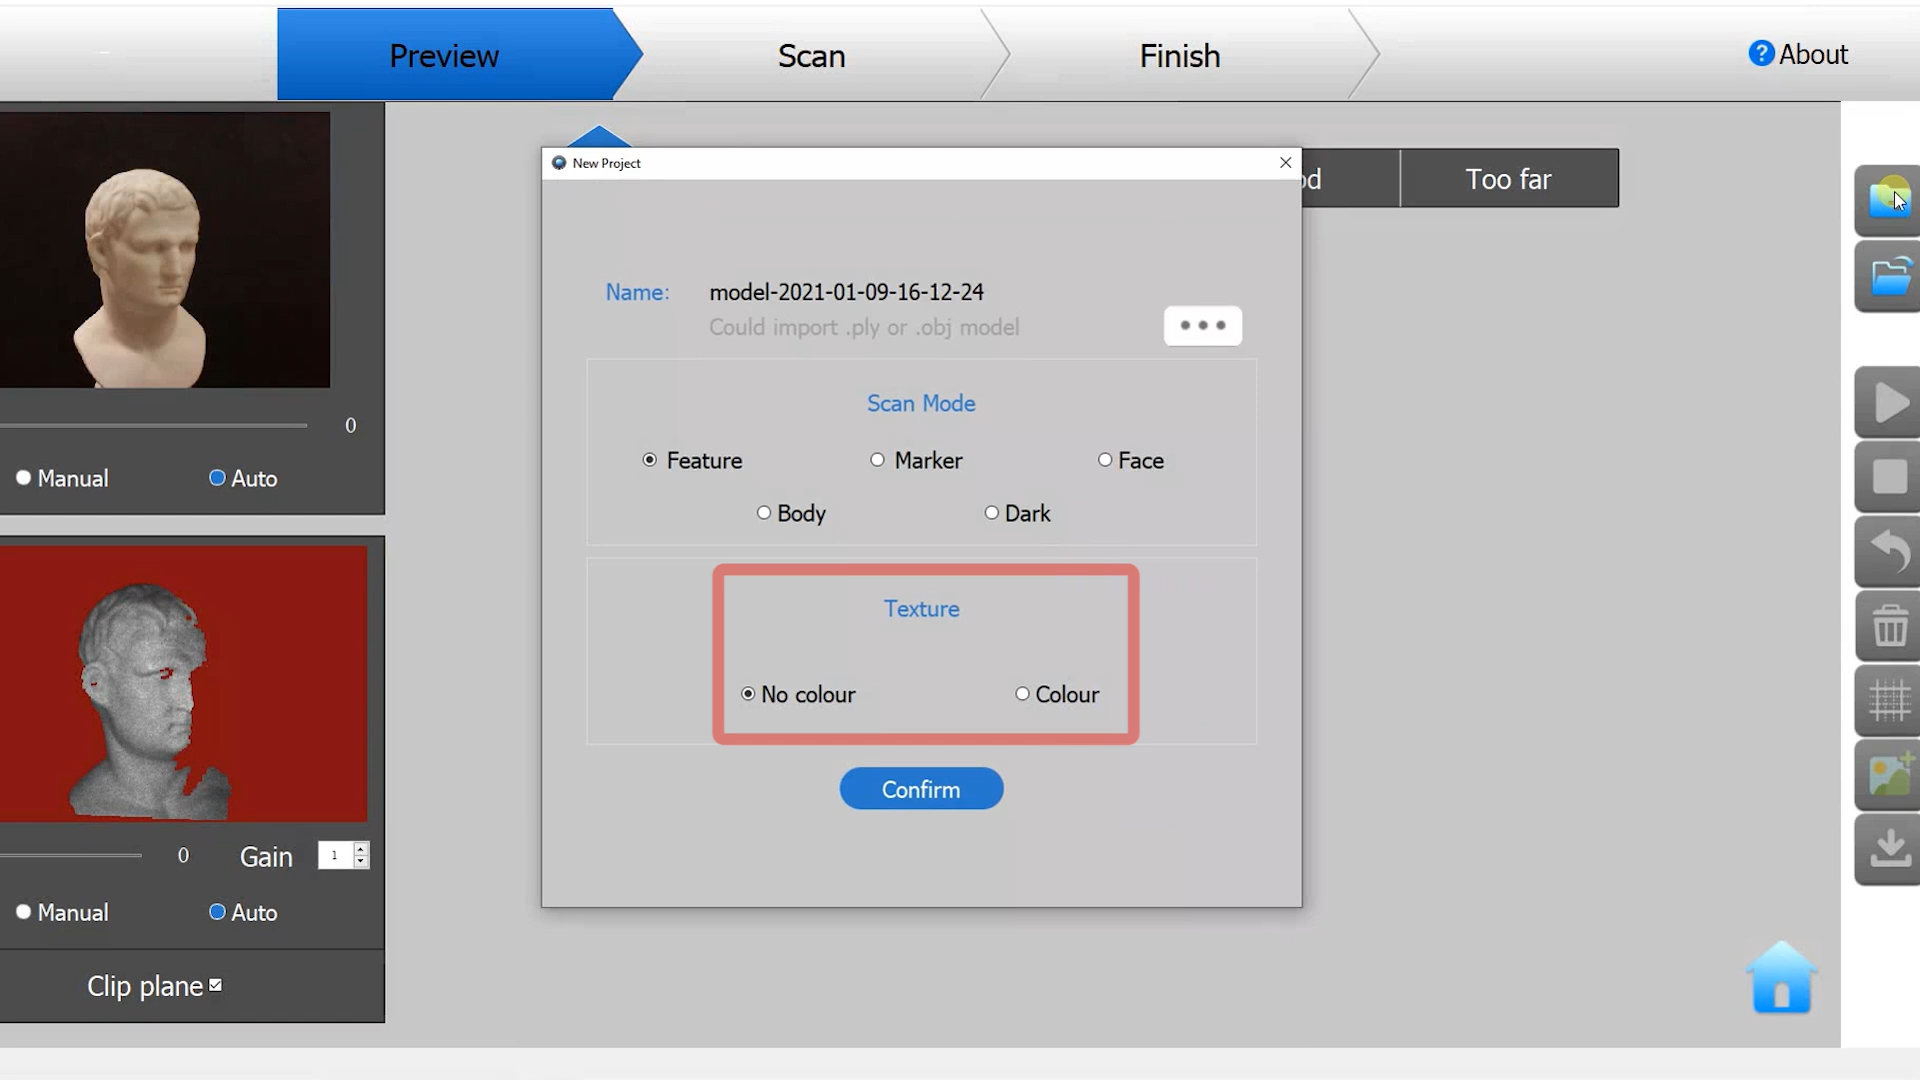 Preview
Scan
Finish
? About
New Project
Too far
Name: model-2021-01-09-16-12-24
Could import .ply or .obj model
Scan Mode
Feature
Marker
Face
Body
Dark
Texture
No colour
Colour
Confirm
0
Manual
Auto
0
Gain
1
Manual
Auto
Clip plane